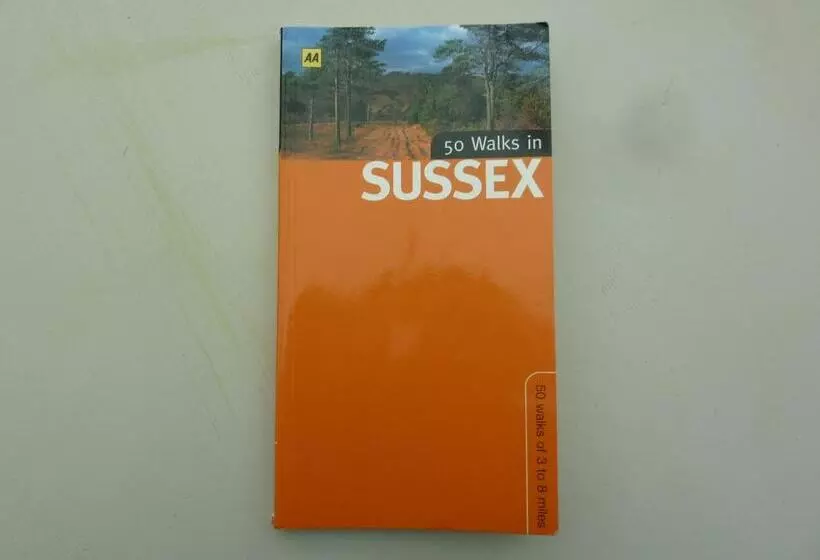 AA
50 Walks in
SUSSEX
50 walks of 3 to 8 miles